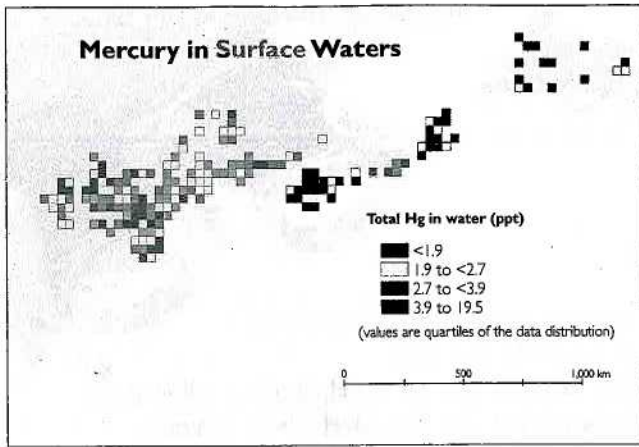 Mercury in Surface Waters
Total Hg in water (ppt)
<1.9
1.9 to <2.7
2.7 to <3.9
3.9 to 19.5
(values are quartiles of the data distribution)
0 500 1,000 km